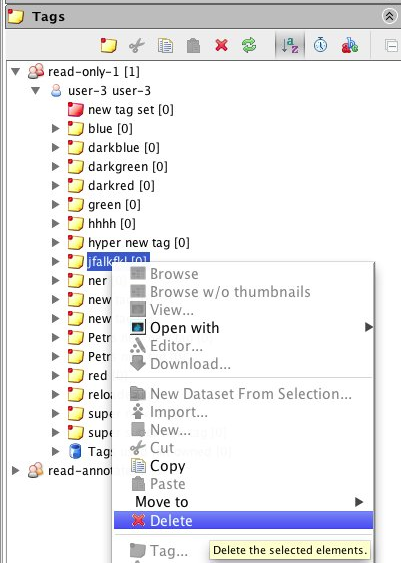 Tags
read-only-1 [1]
user-3 user-3
new tag set [0]
blue [0]
darkblue [0]
darkgreen [0]
darkred [0]
green [0]
hhhh [0]
hyper new tag [0]
jfalkfkl [0]
ner
new
new
Petr
Petr
red
reload
super
supe
Tags
read-annot
Browse
Browse w/o thumbnails
View...
Open with
Editor...
Download...
New Dataset From Selection...
Import...
New...
Cut
Copy
Paste
Move to
Delete
Tag...
Delete the selected elements.